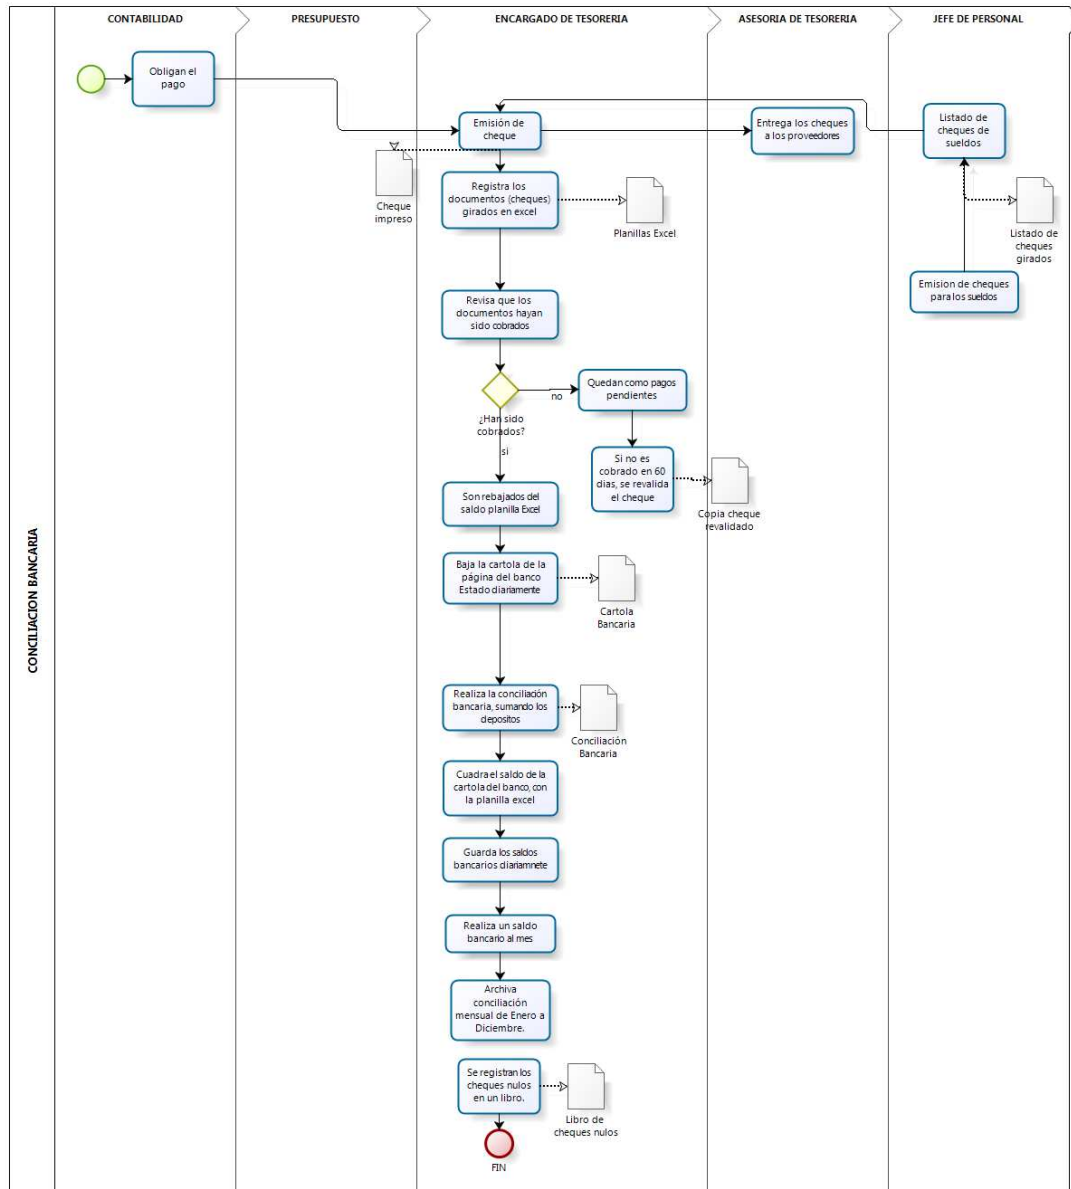 CONTABILIDAD
PRESUPUESTO
ENCARGADO DE TESORERIA
ASESORIA DE TESORERIA
JEFE DE PERSONAL
CONCILIACION BANCARIA
Obligan el
pago
Emisión de
cheque
Entrega los cheques
a los proveedores
Listado de
cheques de
sueldos
Cheque
impreso
Registra los
documentos (cheques)
girados en excel
Planillas Excel
Listado de
cheques
girados
Emision de cheques
para los sueldos
Revisa que los
documentos hayan
sido cobrados
¿Han sido
cobrados?
no
si
Quedan como pagos
pendientes
Si no es
cobrado en 60
dias, se revalida
el cheque
Copia cheque
revalidado
Son rebajados del
saldo planilla Excel
Baja la cartola de la
página del banco
Estado diariamente
Cartola
Bancaria
Realiza la conciliación
bancaria, sumando los
depositos
Conciliación
Bancaria
Cuadra el saldo de la
cartola del banco, con
la planilla excel
Guarda los saldos
bancarios diariamnete
Realiza un saldo
bancario al mes
Archiva
conciliación
mensual de Enero a
Diciembre.
Se registran los
cheques nulos
en un libro.
Libro de
cheques nulos
FIN